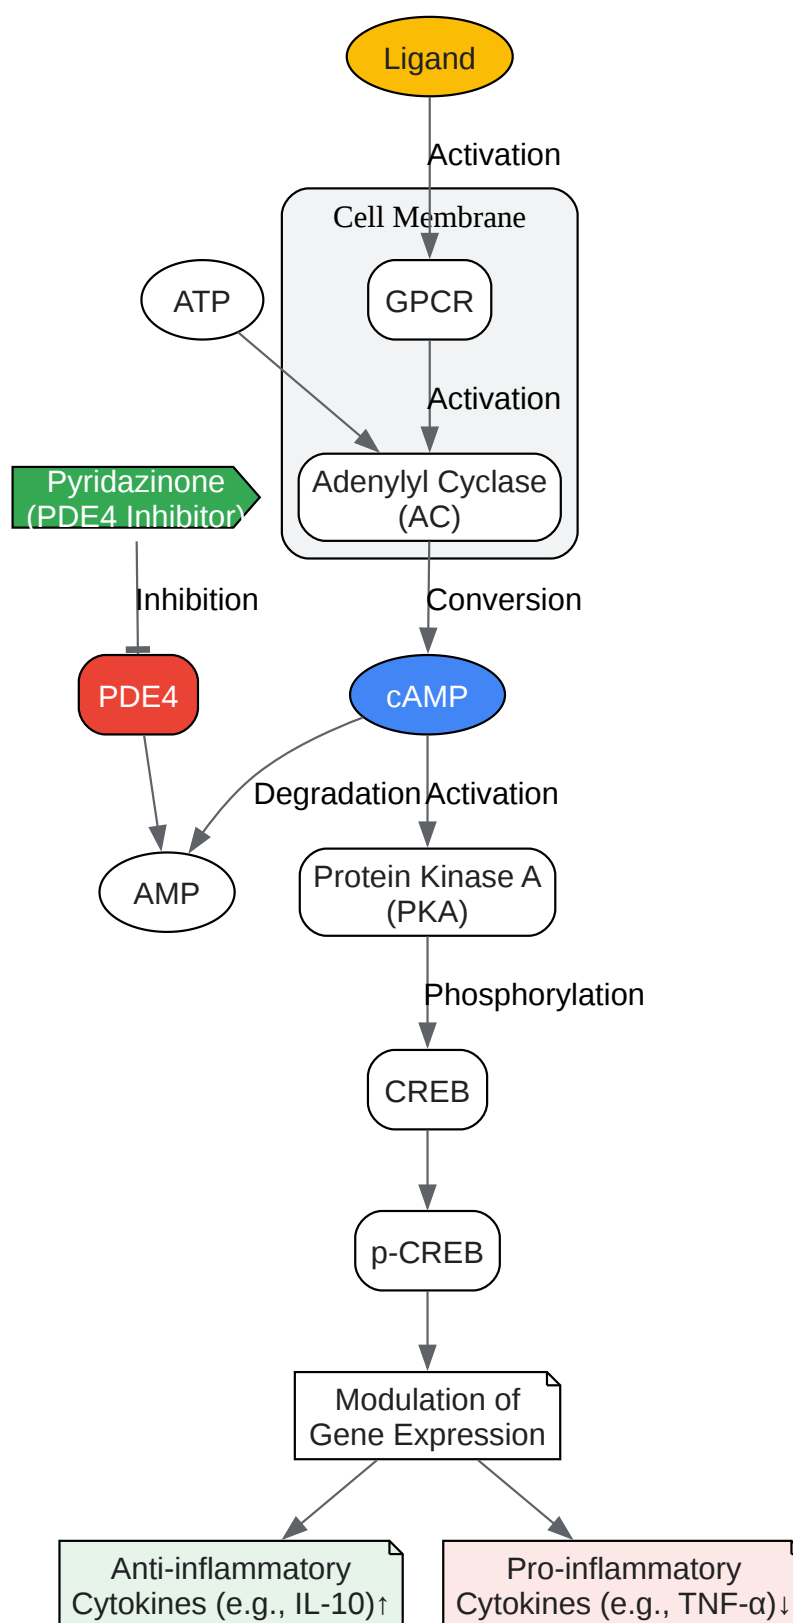 Ligand
Activation
Cell Membrane
ATP
GPCR
Activation
Pyridazinone
(PDE4 Inhibitor)
Adenylyl Cyclase
(AC)
Inhibition
Conversion
PDE4
cAMP
Degradation
Activation
AMP
Protein Kinase A
(PKA)
Phosphorylation
CREB
p-CREB
Modulation of
Gene Expression
Anti-inflammatory
Cytokines (e.g., IL-10)↑
Pro-inflammatory
Cytokines (e.g., TNF-α)↓